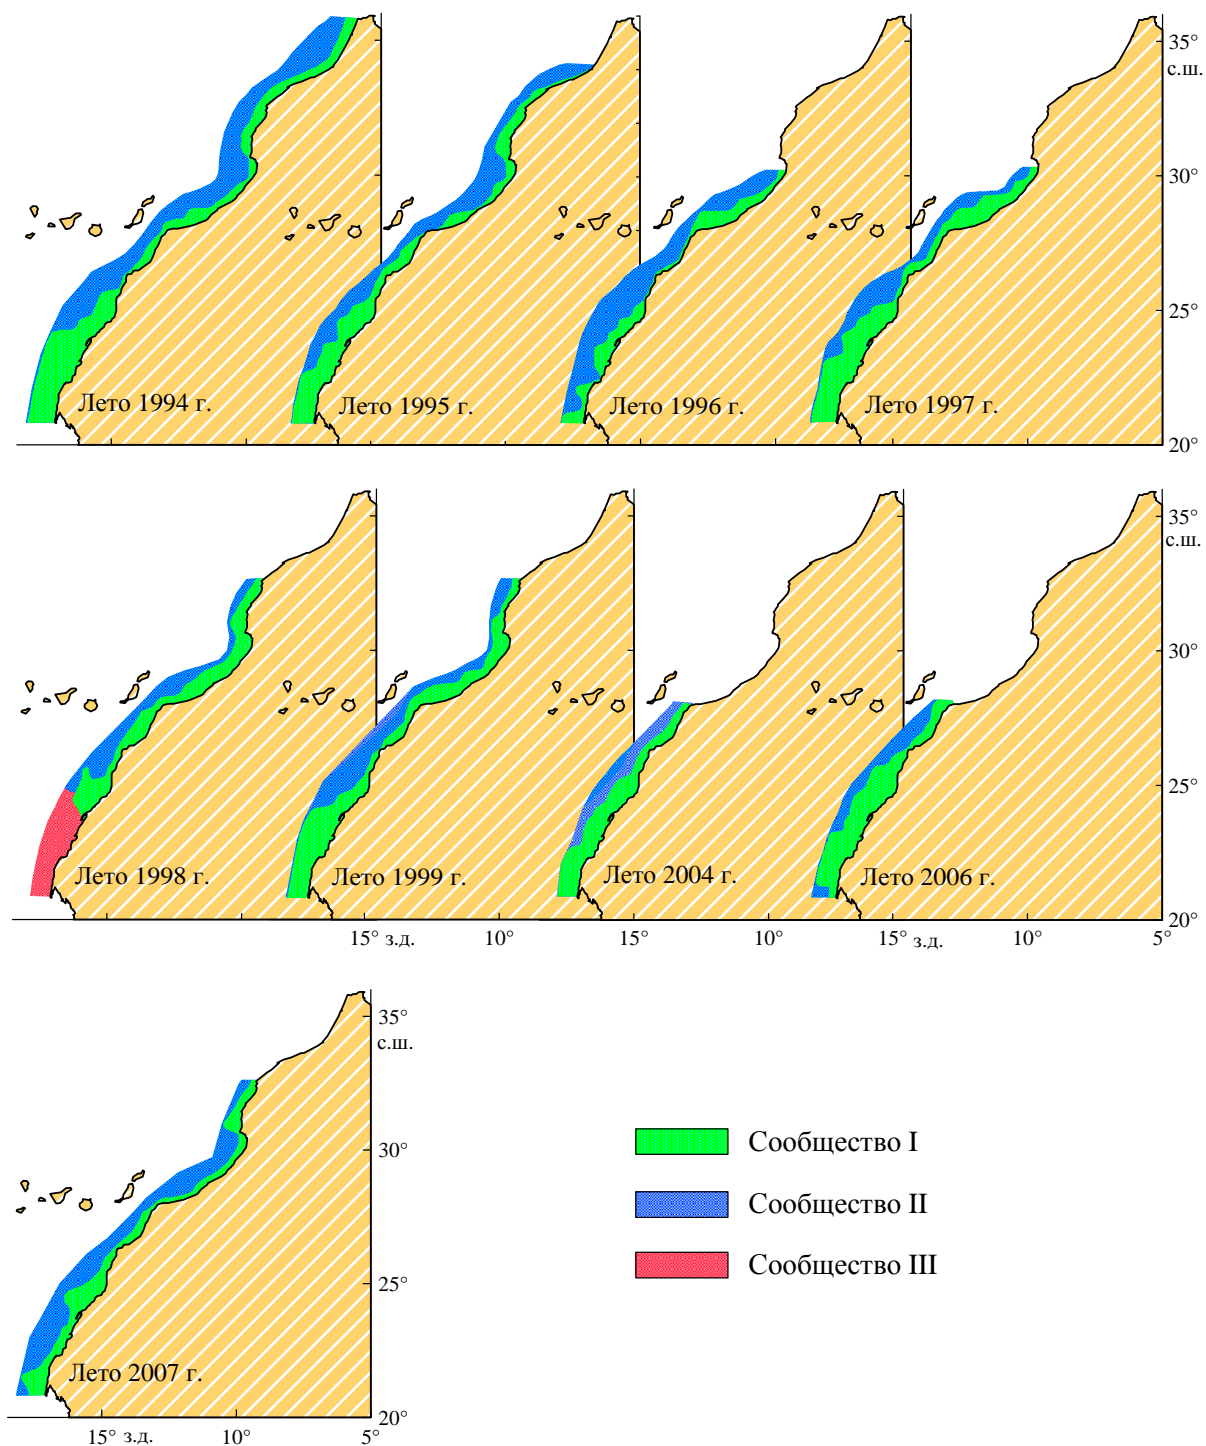 35°
с.ш.
30°
25°
20°
Лето 1994 г.
Лето 1995 г.
Лето 1996 г.
Лето 1997 г.
35°
с.ш.
30°
25°
20°
Лето 1998 г.
Лето 1999 г.
Лето 2004 г.
Лето 2006 г.
15° з.д. 10° 15° 10° 15° з.д. 10° 5°
35°
с.ш.
30°
25°
20°
Лето 2007 г.
15° з.д. 10° 5°
Сообщество I
Сообщество II
Сообщество III